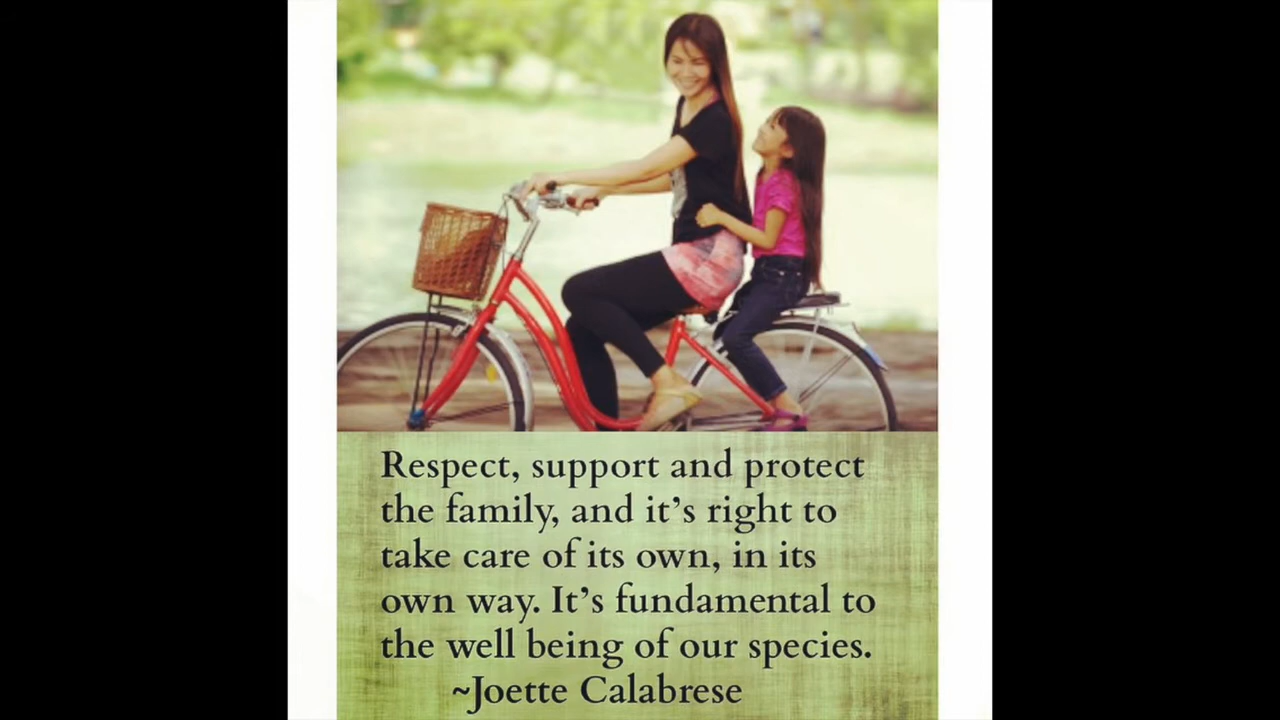 Respect, support and protect
the family, and it's right to
take care of its own, in its
own way. It's fundamental to
the well being of our species.
~Joette Calabrese